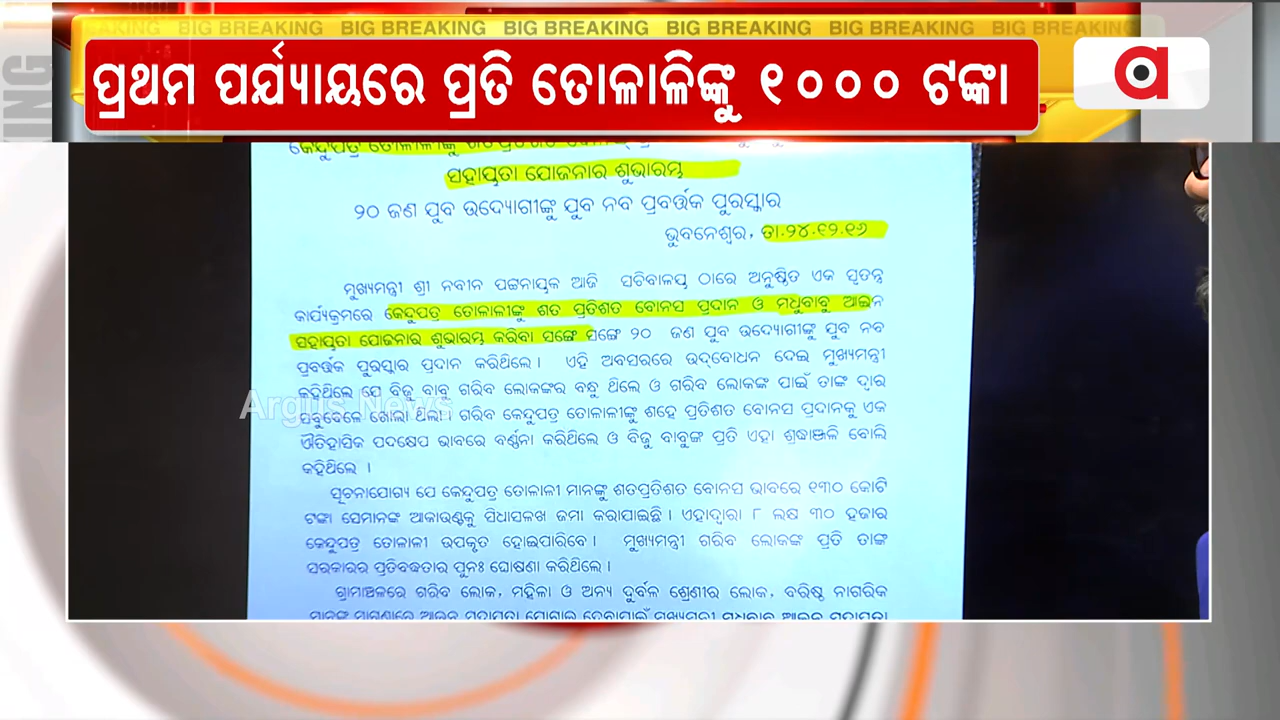 BIG BREAKING BIG BREAKING BIG BREAKING BIG BREAKING BIG BREAKING BIG BREAKING
ପ୍ରଥମ ପର୍ଯ୍ୟାୟରେ ପ୍ରତି ତୋଳାଳିଙ୍କୁ ୧୦୦୦ ଟଙ୍କା
a
କେନ୍ଦୁପତ୍ର ତୋଳାଳୀଙ୍କୁ ଶତପ୍ରତିଶତ
ସହାୟତା ଯୋଜନାର ଶୁଭାରମ୍ଭ
୨୦ ଜଣ ଯୁବ ଉଦ୍ୟୋଗୀଙ୍କୁ ଯୁବ ନବ ପ୍ରବର୍ତ୍ତକ ପୁରସ୍କାର
ଭୁବନେଶ୍ୱର, ତା.୨୪.୧୨.୧୬
ମୁଖ୍ୟମନ୍ତ୍ରୀ ଶ୍ରୀ ନବୀନ ପଟ୍ଟନାୟକ ଆଜି ସଚିବାଳୟ ଠାରେ ଅନୁଷ୍ଠିତ ଏକ ସ୍ୱତନ୍ତ୍ର
କାର୍ଯ୍ୟକ୍ରମରେ କେନ୍ଦୁପତ୍ର ତୋଳାଳୀଙ୍କୁ ଶତ ପ୍ରତିଶତ ବୋନସ ପ୍ରଦାନ ଓ ମଧୁବାବୁ ଆଇନ
ସହାୟତା ଯୋଜନାର ଶୁଭାରମ୍ଭ କରିବା ସଙ୍ଗେ ସଙ୍ଗେ ୨୦ ଜଣ ଯୁବ ଉଦ୍ୟୋଗୀଙ୍କୁ ଯୁବ ନବ
ପ୍ରବର୍ତ୍ତକ ପୁରସ୍କାର ପ୍ରଦାନ କରିଥିଲେ। ଏହି ଅବସରରେ ଉଦ୍‌ବୋଧନ ଦେଇ ମୁଖ୍ୟମନ୍ତ୍ରୀ
କହିଥିଲେ ଯେ ବିଜୁ ବାବୁ ଗରିବ ଲୋକଙ୍କର ବନ୍ଧୁ ଥିଲେ ଓ ଗରିବ ଲୋକଙ୍କ ପାଇଁ ତାଙ୍କ ଦ୍ୱାର
Argus News
ସବୁବେଳେ ଖୋଲା ଥିଲା। ଗରିବ କେନ୍ଦୁପତ୍ର ତୋଳାଳୀଙ୍କୁ ଶହେ ପ୍ରତିଶତ ବୋନସ ପ୍ରଦାନକୁ ଏକ
ଐତିହାସିକ ପଦକ୍ଷେପ ଭାବରେ ବର୍ଣ୍ଣନା କରିଥିଲେ ଓ ବିଜୁ ବାବୁଙ୍କ ପ୍ରତି ଏହା ଶ୍ରଦ୍ଧାଞ୍ଜଳି ବୋଲି
କହିଥିଲେ ।
ସୂଚନାଯୋଗ୍ୟ ଯେ କେନ୍ଦୁପତ୍ର ତୋଳାଳୀ ମାନଙ୍କୁ ଶତପ୍ରତିଶତ ବୋନସ ଭାବରେ ୧୩୦ କୋଟି
ଟଙ୍କା ସେମାନଙ୍କ ଆକାଉଣ୍ଟକୁ ସିଧାସଳଖ ଜମା କରାଯାଇଛି। ଏହାଦ୍ୱାରା ୮ ଲକ୍ଷ ୩୦ ହଜାର
କେନ୍ଦୁପତ୍ର ତୋଳାଳୀ ଉପକୃତ ହୋଇପାରିବେ। ମୁଖ୍ୟମନ୍ତ୍ରୀ ଗରିବ ଲୋକଙ୍କ ପ୍ରତି ତାଙ୍କ
ସରକାରର ପ୍ରତିବଦ୍ଧତାର ପୁନଃ ଘୋଷଣା କରିଥିଲେ।
ଗ୍ରାମାଞ୍ଚଳରେ ଗରିବ ଲୋକ, ମହିଳା ଓ ଅନ୍ୟ ଦୁର୍ବଳ ଶ୍ରେଣୀର ଲୋକ, ବରିଷ୍ଠ ନାଗରିକ